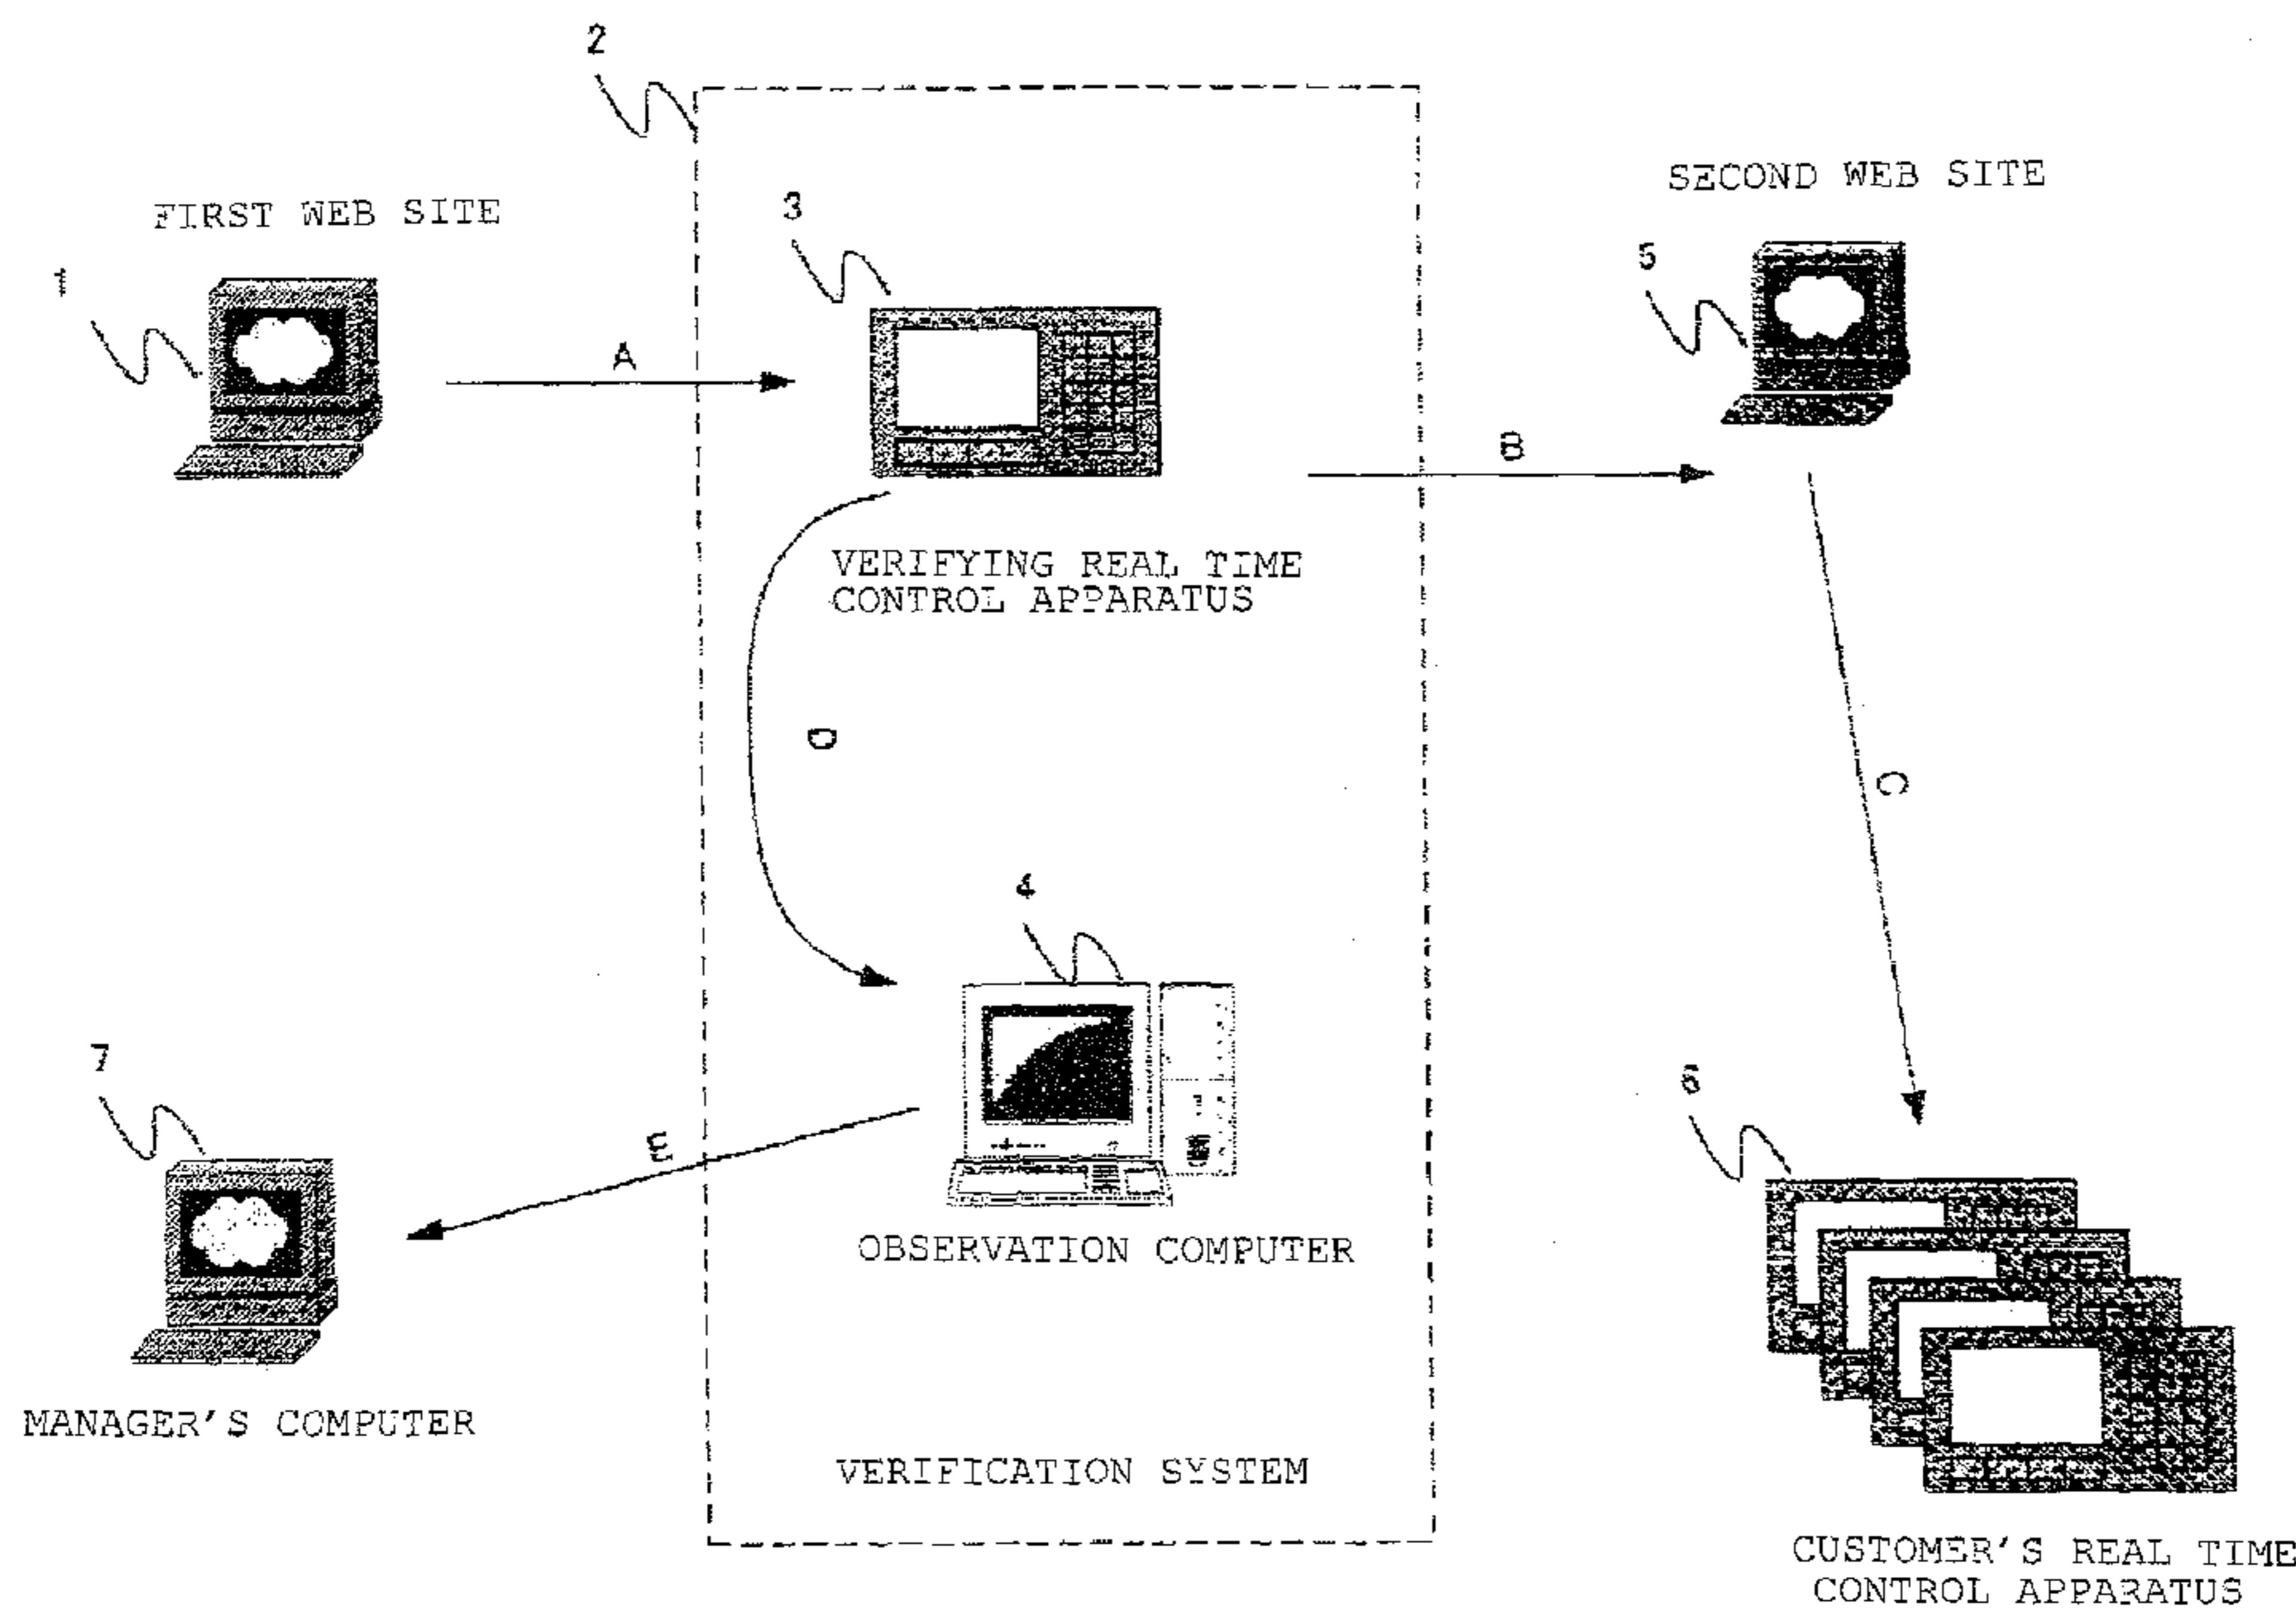 2
SECOND WEB SITE
FIRST WEB SITE
3
1
5
A
B
VERIFYING REAL TIME
CONTROL APPARATUS
D
C
4
7
6
E
OBSERVATION COMPUTER
MANAGER'S COMPUTER
VERIFICATION SYSTEM
CUSTOMER'S REAL TIME
CONTROL APPARATUS